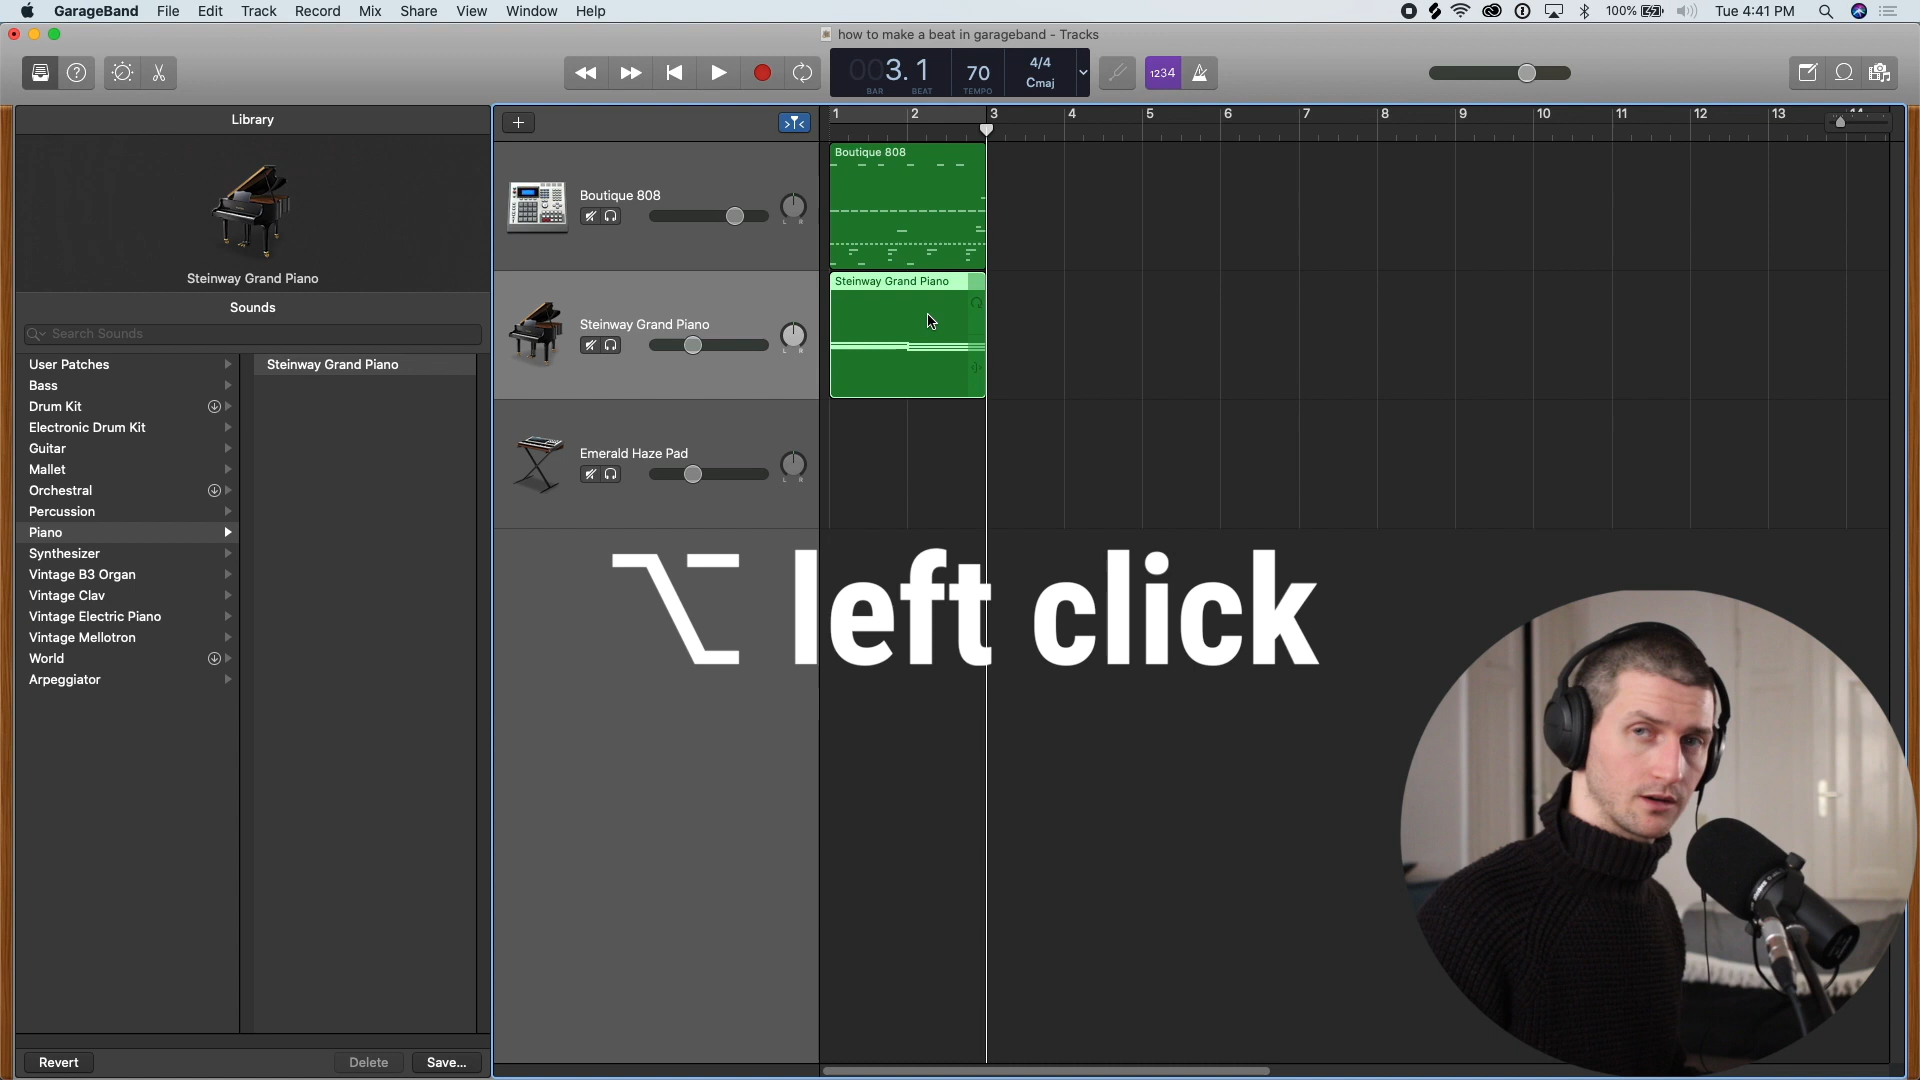 GarageBand File Edit Track Record Mix Share View Window Help 100% Tue 4:41 PM
how to make a beat in garageband - Tracks
003. 1 70 4/4 Cmaj 1234
BAR BEAT TEMPO
Library
Steinway Grand Piano
Sounds
Search Sounds
User Patches
Bass
Drum Kit
Electronic Drum Kit
Guitar
Mallet
Orchestral
Percussion
Piano
Synthesizer
Vintage B3 Organ
Vintage Clav
Vintage Electric Piano
Vintage Mellotron
World
Arpeggiator
Steinway Grand Piano
Revert Delete Save...
1 2 3 4 5 6 7 8 9 10 11 12 13 14
Boutique 808
L R
Steinway Grand Piano
L R
Emerald Haze Pad
L R
Boutique 808
Steinway Grand Piano
⌥ left click